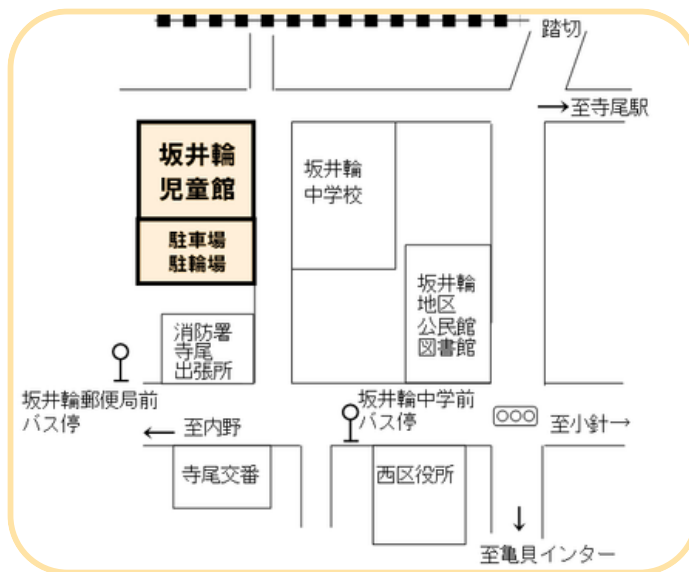 踏切
→至寺尾駅
坂井輪
児童館
坂井輪
中学校
駐車場
駐輪場
坂井輪
地区
公民館
図書館
消防署
寺尾
出張所
坂井輪郵便局前
バス停
坂井輪中学前
バス停
←至内野
至小針→
寺尾交番
西区役所
↓
至亀貝インター